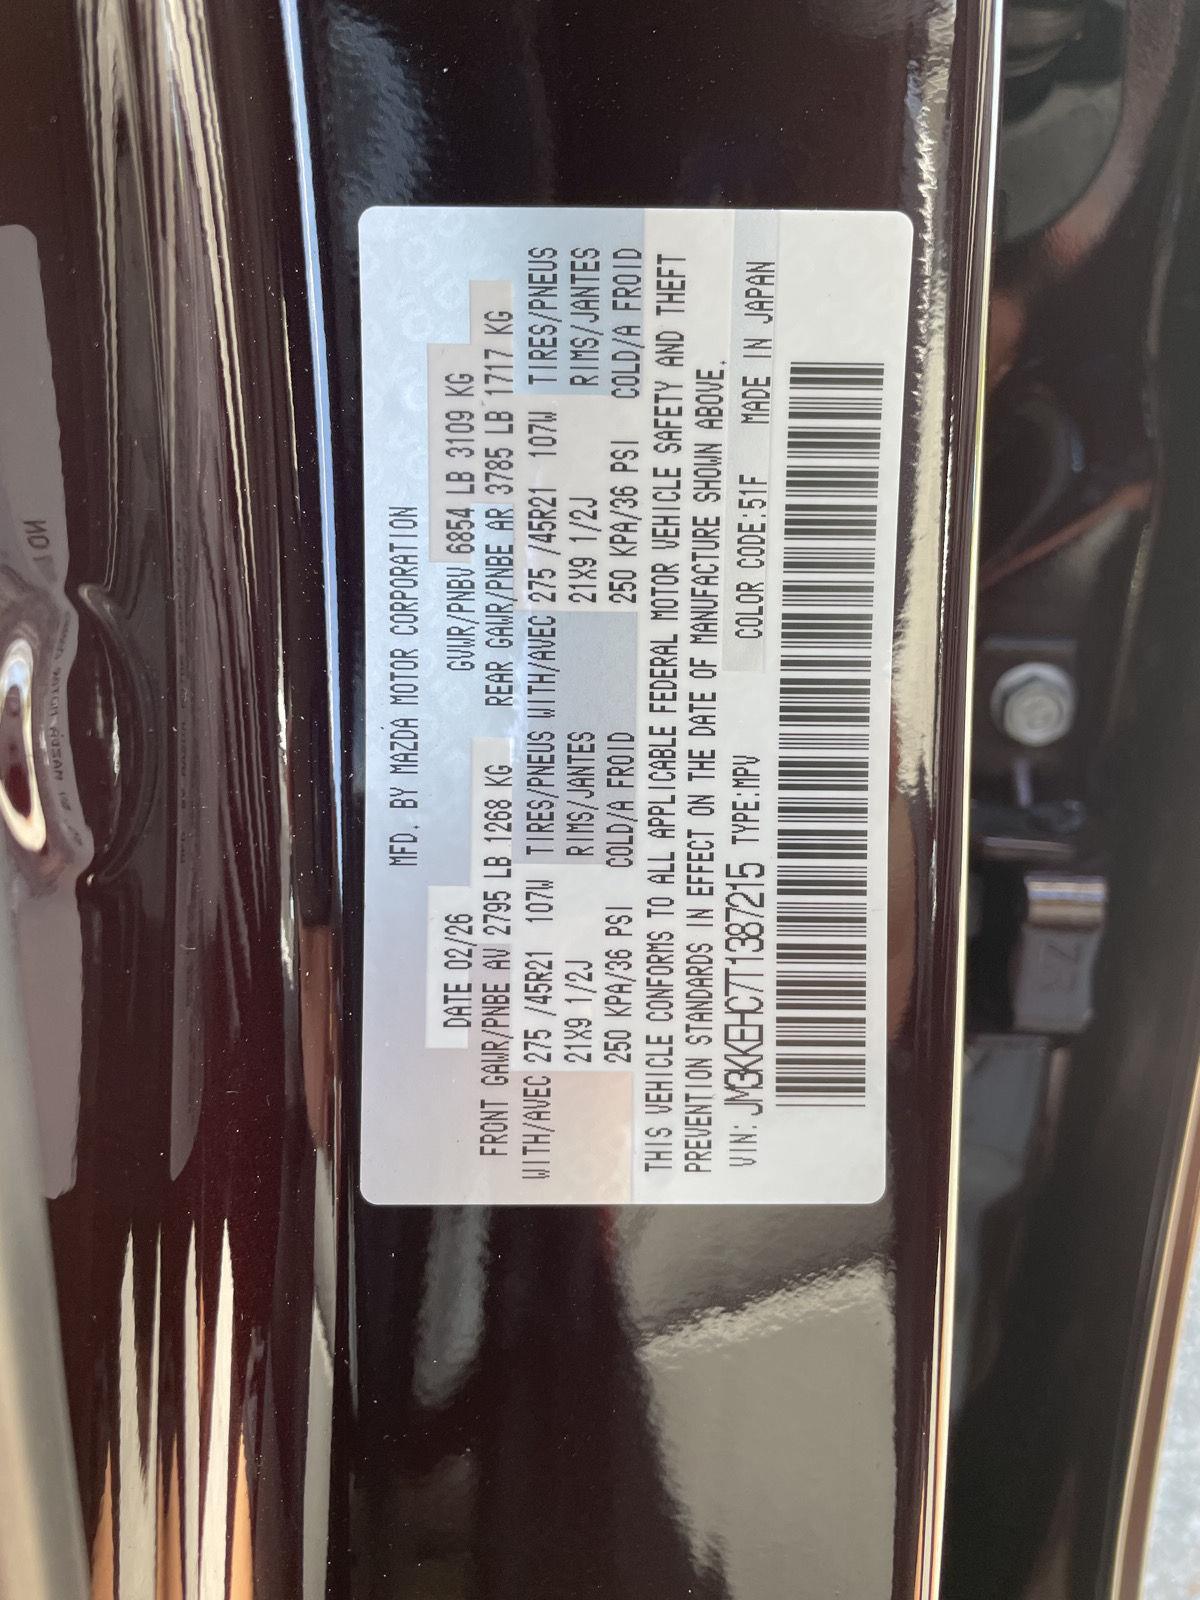 MFD. BY MAZDA MOTOR CORPORATION
DATE 02/26 GVWR/PNBV 6854 LB 3109 KG
FRONT GAWR/PNBE AV 2795 LB 1268 KG REAR GAWR/PNBE AR 3785 LB 1717 KG
WITH/AVEC 275 /45R21 107W TIRES/PNEUS WITH/AVEC 275 /45R21 107W TIRES/PNEUS
21X9 1/2J RIMS/JANTES 21X9 1/2J RIMS/JANTES
250 KPA/36 PSI COLD/A FROID 250 KPA/36 PSI COLD/A FROID
THIS VEHICLE CONFORMS TO ALL APPLICABLE FEDERAL MOTOR VEHICLE SAFETY AND THEFT
PREVENTION STANDARDS IN EFFECT ON THE DATE OF MANUFACTURE SHOWN ABOVE.
VIN: JM3KKEHC7T1387215 TYPE:MPV COLOR CODE:51F MADE IN JAPAN